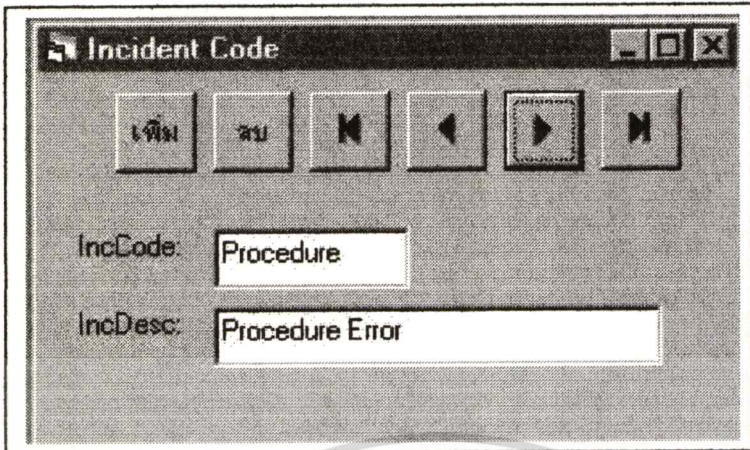 Incident Code
เพิ่ม ลบ
IncCode: Procedure
IncDesc: Procedure Error